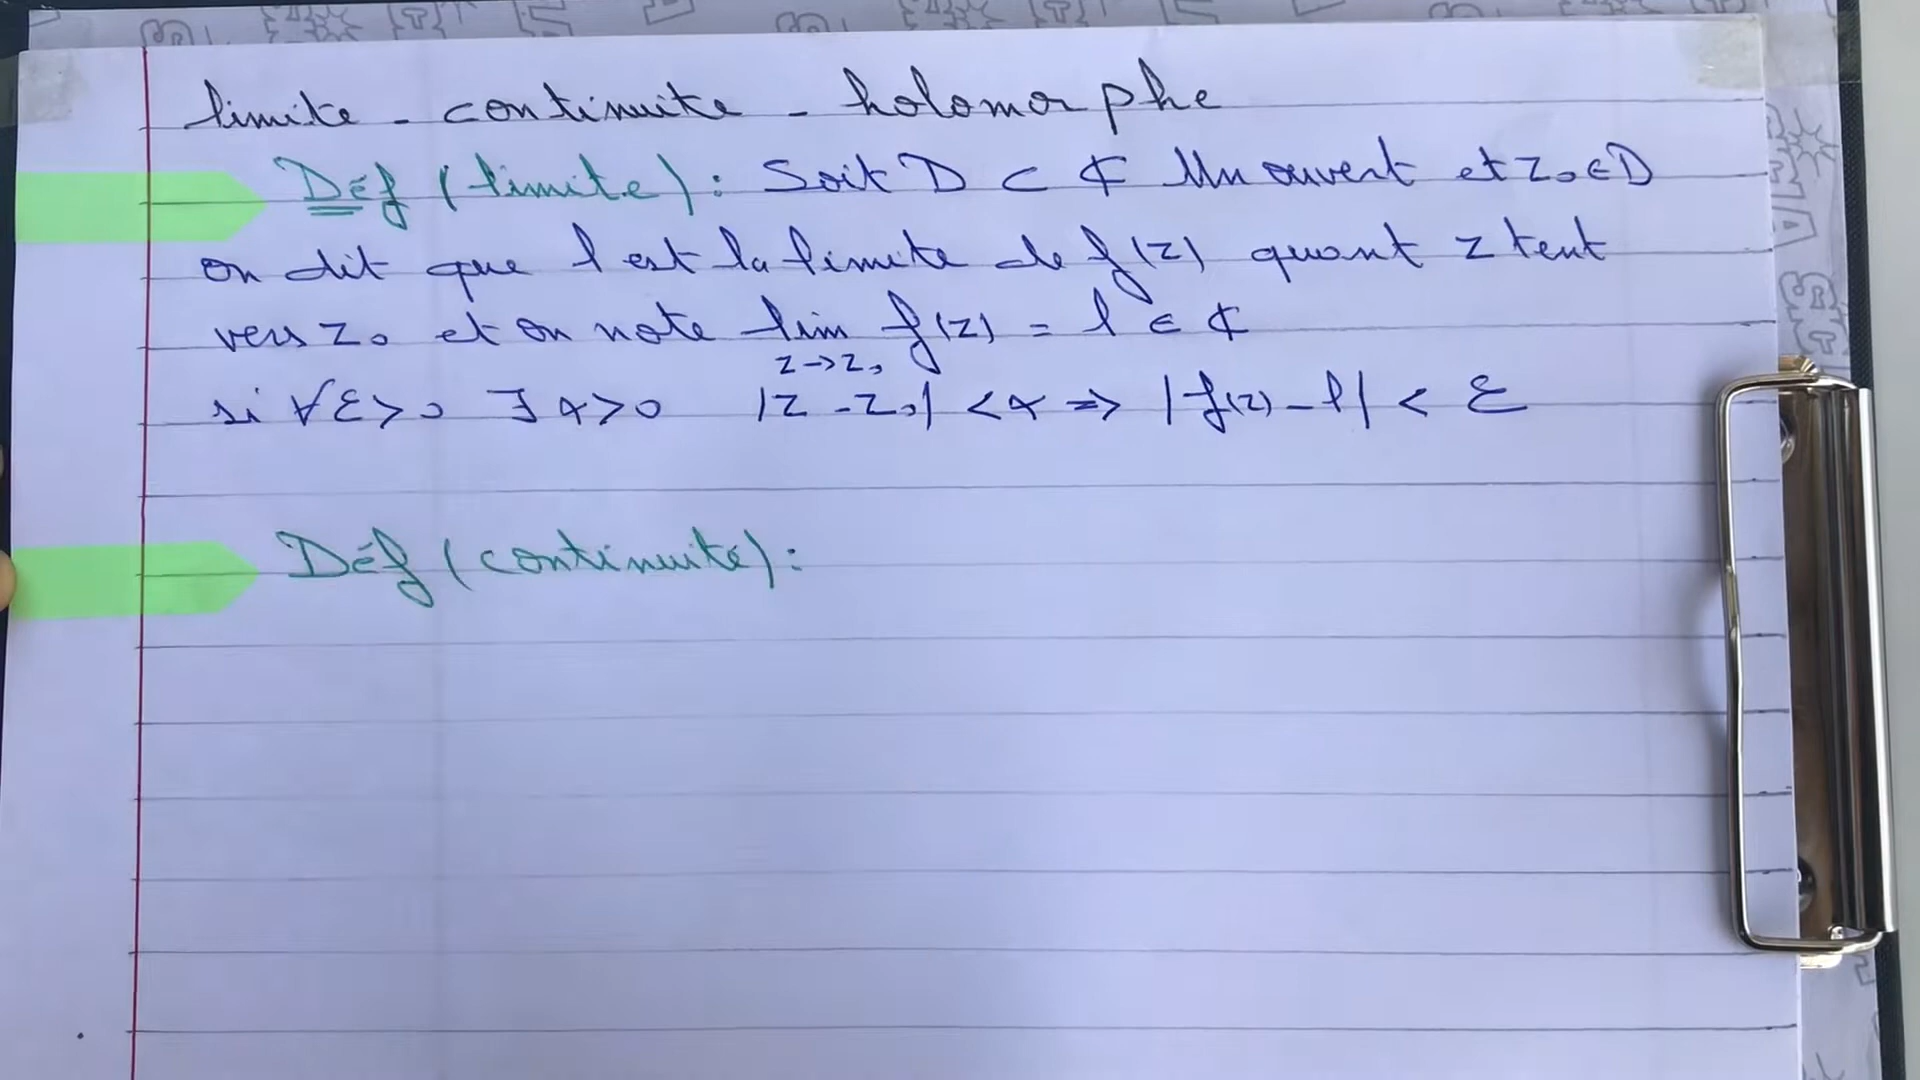 limite - continuite - holomorphe
Déf (limite) : Soit D ⊂ ℂ Un ouvert et z₀ ∈ D
on dit que l est la limite de f(z) quant z tent
vers z₀ et on note lim f(z) = l ∈ ℂ
z→z₀
si ∀ε>0 ∃α>0 |z-z₀|<α => |f(z)-l| < ε
Déf (continuité) :